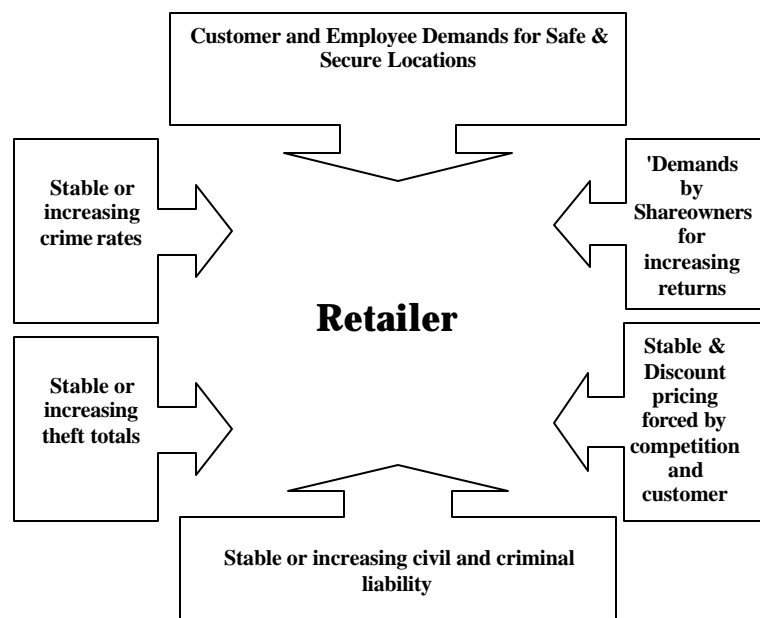 Customer and Employee Demands for Safe &
Secure Locations
Stable or
increasing
crime rates
'Demands
by
Shareowners
for
increasing
returns
Retailer
Stable or
increasing
theft totals
Stable &
Discount
pricing
forced by
competition
and
customer
Stable or increasing civil and criminal
liability